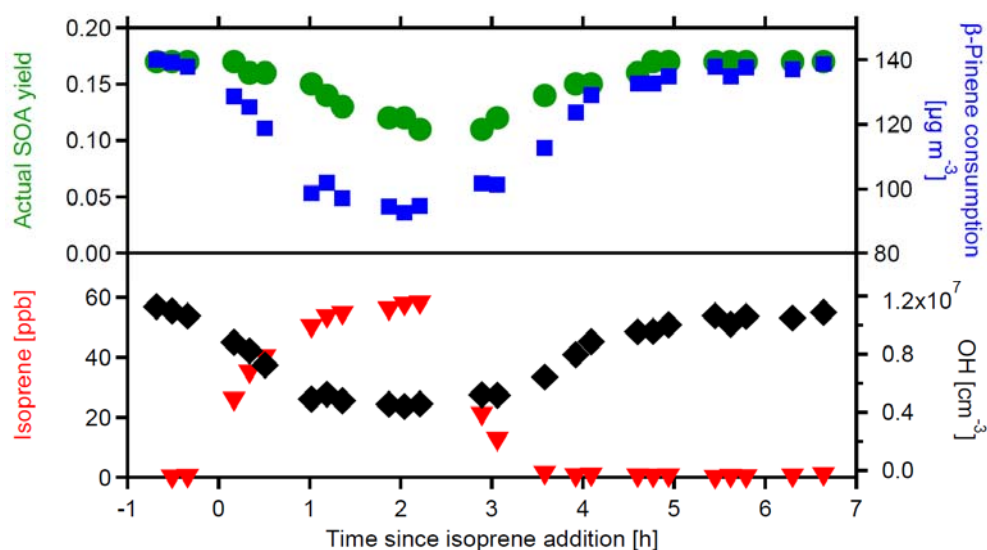 Actual SOA yield
0.20
0.15
0.10
0.05
0.00
140
120
100
80
β-Pinene consumption
[µg m-3]
Isoprene [ppb]
60
40
20
0
1.2x10⁷
0.8
0.4
0.0
OH [cm-3]
-1 0 1 2 3 4 5 6 7
Time since isoprene addition [h]